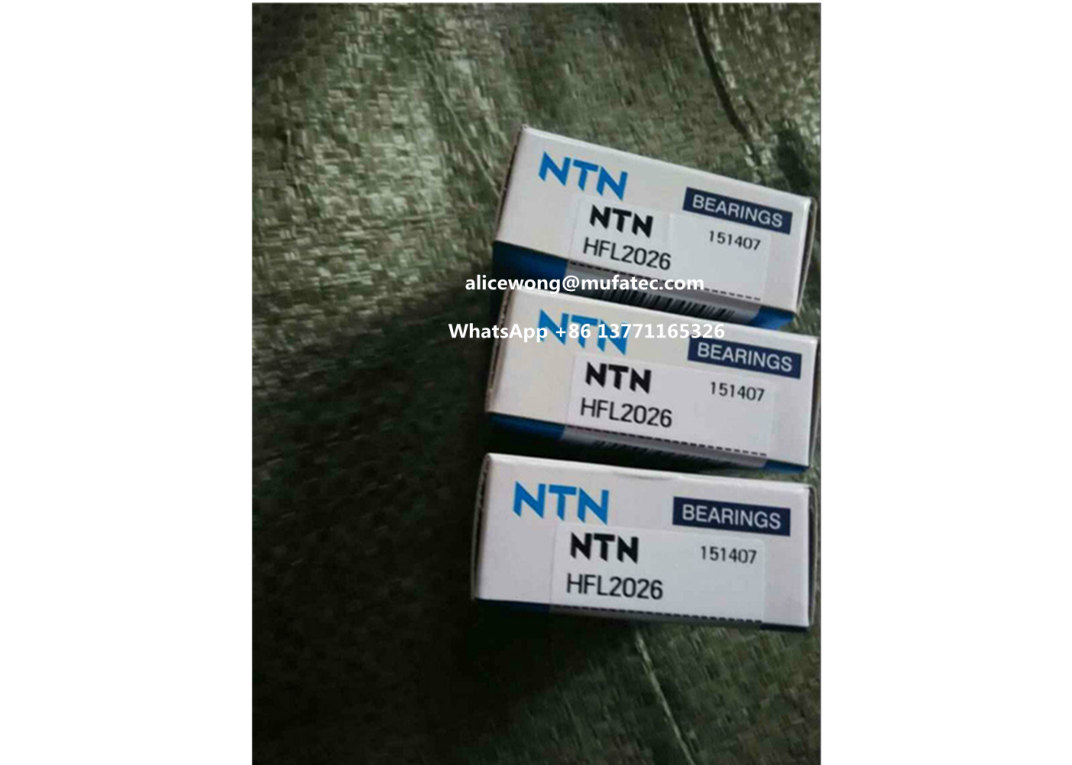 NTN
BEARINGS
NTN
151407
HFL2026
alicewong@mufatec.com
WhatsApp +86 13771165326
NTN
BEARINGS
NTN
151407
HFL2026
NTN
BEARINGS
NTN
151407
HFL2026